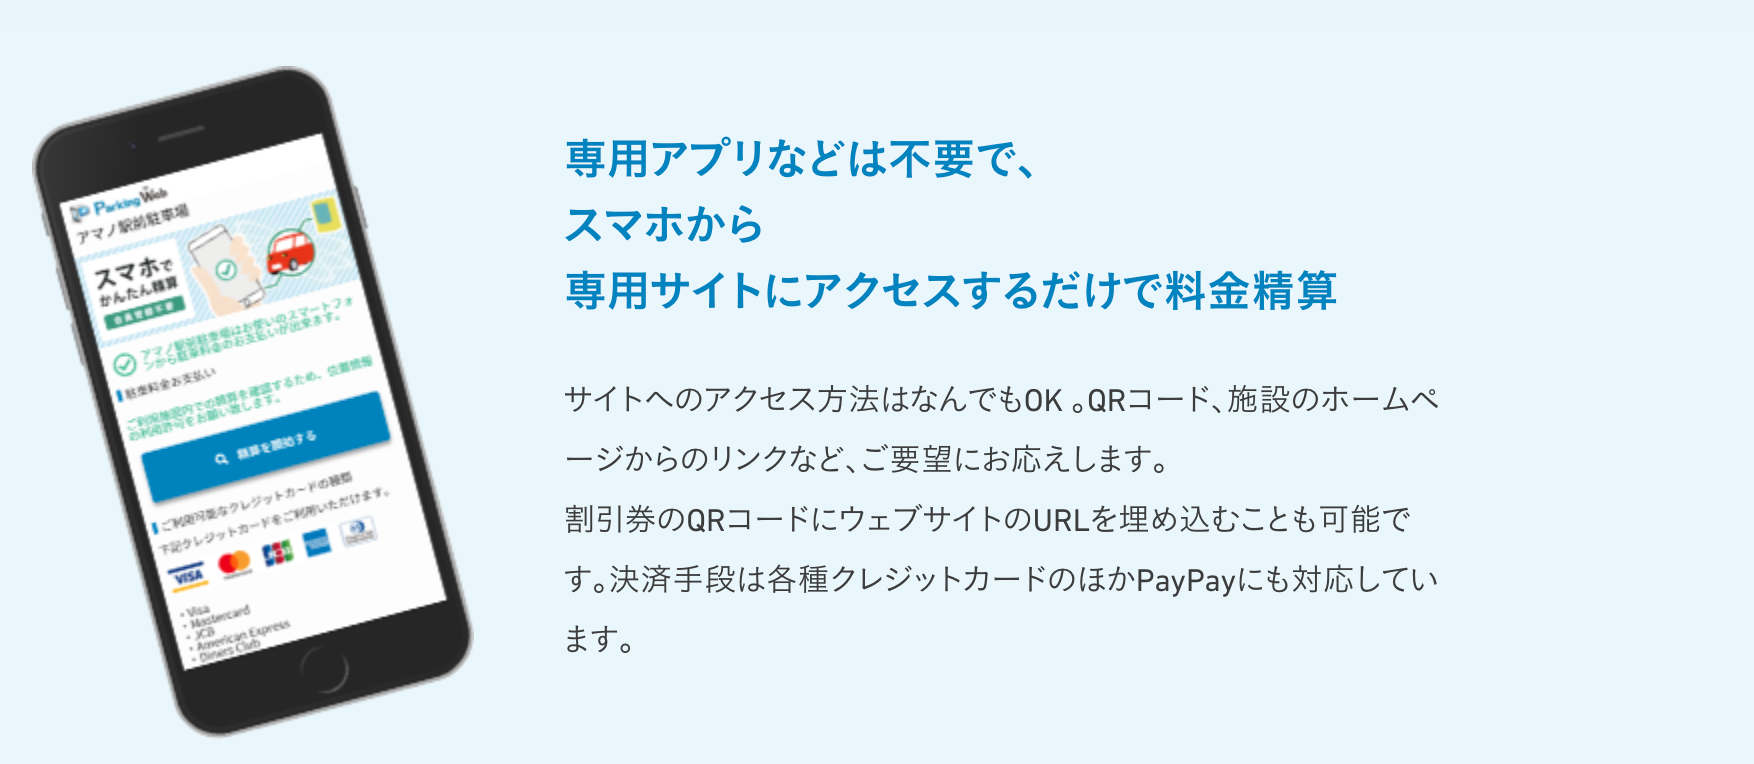 Parking Web
アマノ駅前駐車場
スマホで
かんたん精算
会員登録不要
アマノ駅前駐車場はお使いのスマートフォ
ンから駐車料金のお支払いが出来ます。
駐車料金お支払い
ご利用施設内での精算を確認するため、位置情報
の利用許可をお願い致します。
精算を開始する
ご利用可能なクレジットカードの種類
下記クレジットカードをご利用いただけます。
VISA
JCB
・Visa
・Mastercard
・JCB
・American Express
・Diners Club
専用アプリなどは不要で、
スマホから
専用サイトにアクセスするだけで料金精算
サイトへのアクセス方法はなんでもOK 。QRコード、施設のホームペ
ージからのリンクなど、ご要望にお応えします。
割引券のQRコードにウェブサイトのURLを埋め込むことも可能で
す。決済手段は各種クレジットカードのほかPayPayにも対応してい
ます。